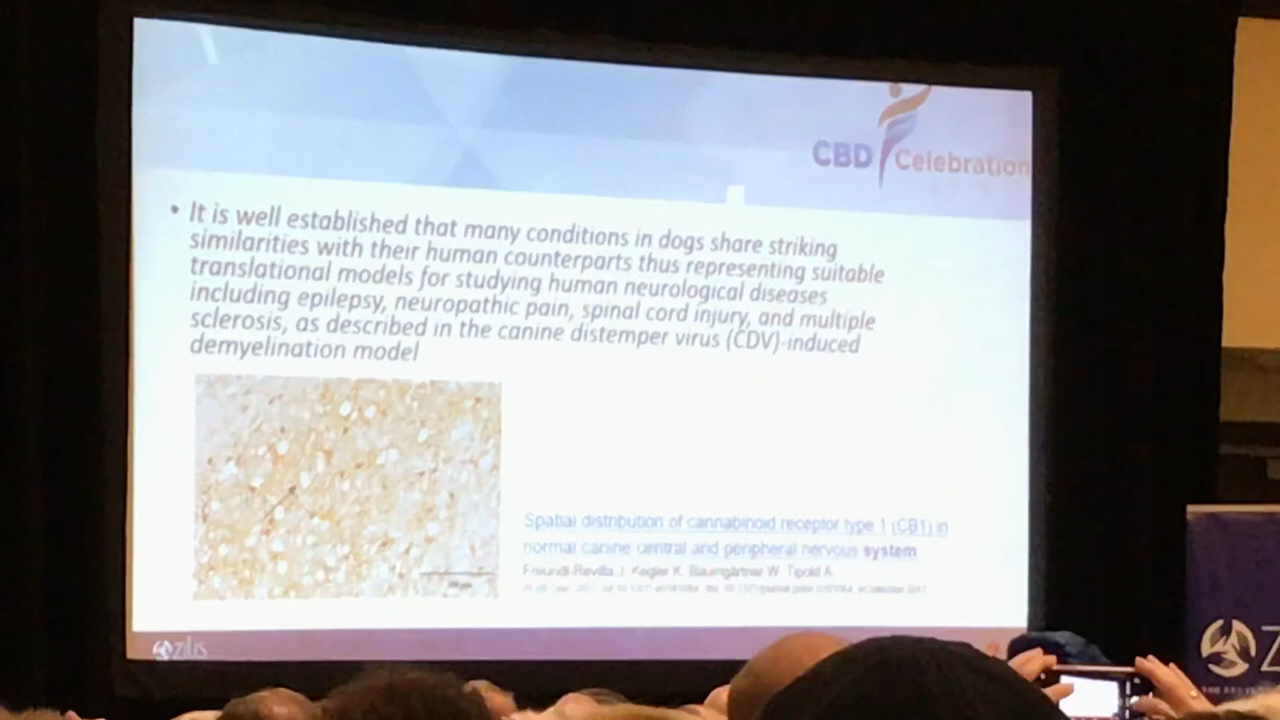 CBD Celebration
• It is well established that many conditions in dogs share striking
similarities with their human counterparts thus representing suitable
translational models for studying human neurological diseases
including epilepsy, neuropathic pain, spinal cord injury, and multiple
sclerosis, as described in the canine distemper virus (CDV)-induced
demyelination model
Spatial distribution of cannabinoid receptor type 1 (CB1) in
normal canine central and peripheral nervous system
Freundt-Revilla J, Kegler K, Baumgärtner W, Tipold A.
zilis
Z